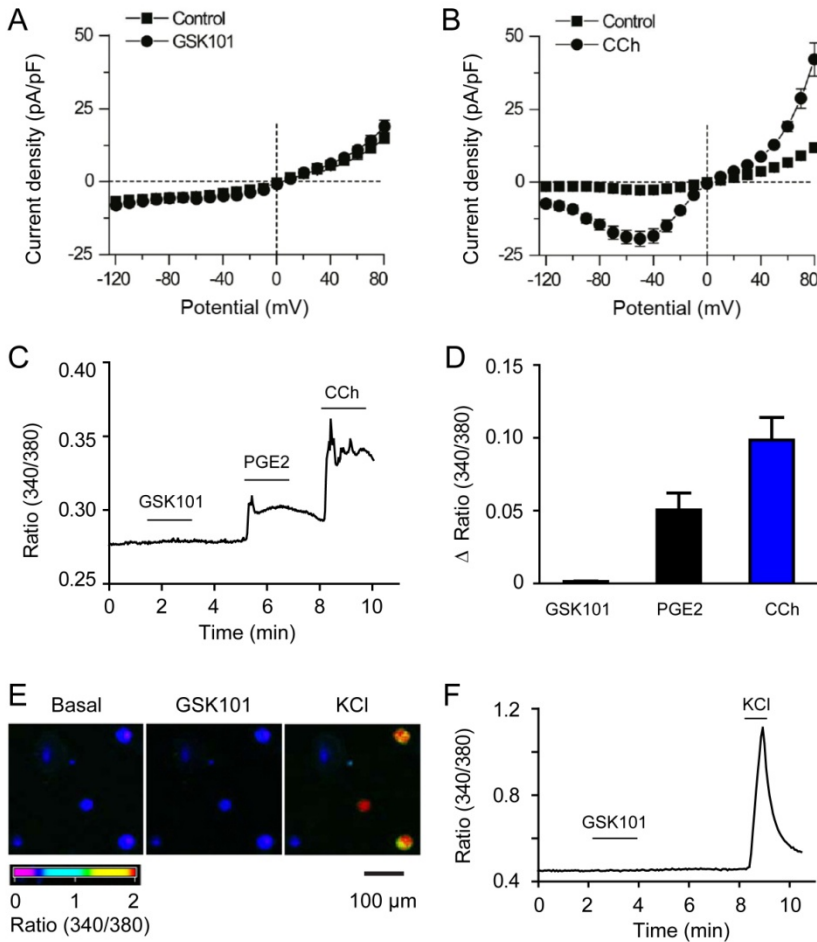 A
Control
GSK101
Current density (pA/pF)
50
25
0
-25
-120 -80 -40 0 40 80
Potential (mV)
B
Control
CCh
Current density (pA/pF)
50
25
0
-25
-120 -80 -40 0 40 80
Potential (mV)
C
Ratio (340/380)
0.40
0.35
0.30
0.25
GSK101
PGE2
CCh
0 2 4 6 8 10
Time (min)
D
Δ Ratio (340/380)
0.15
0.10
0.05
0
GSK101 PGE2 CCh
E
Basal GSK101 KCl
0 1 2
Ratio (340/380)
100 µm
F
Ratio (340/380)
1.2
1.0
0.8
0.6
0.4
GSK101
KCl
0 2 4 6 8 10
Time (min)